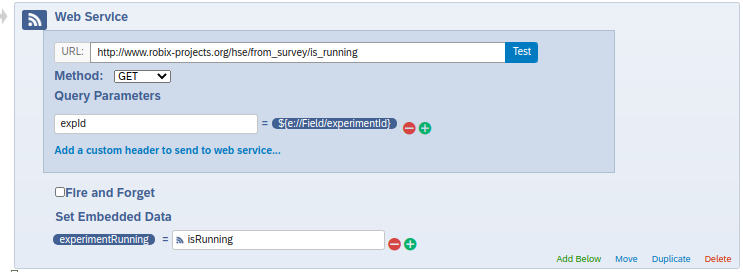 Web Service
URL: http://www.robix-projects.org/hse/from_survey/is_running Test
Method: GET
Query Parameters
expId = ${e://Field/experimentId}
Add a custom header to send to web service...
Fire and Forget
Set Embedded Data
experimentRunning = isRunning
Add Below Move Duplicate Delete